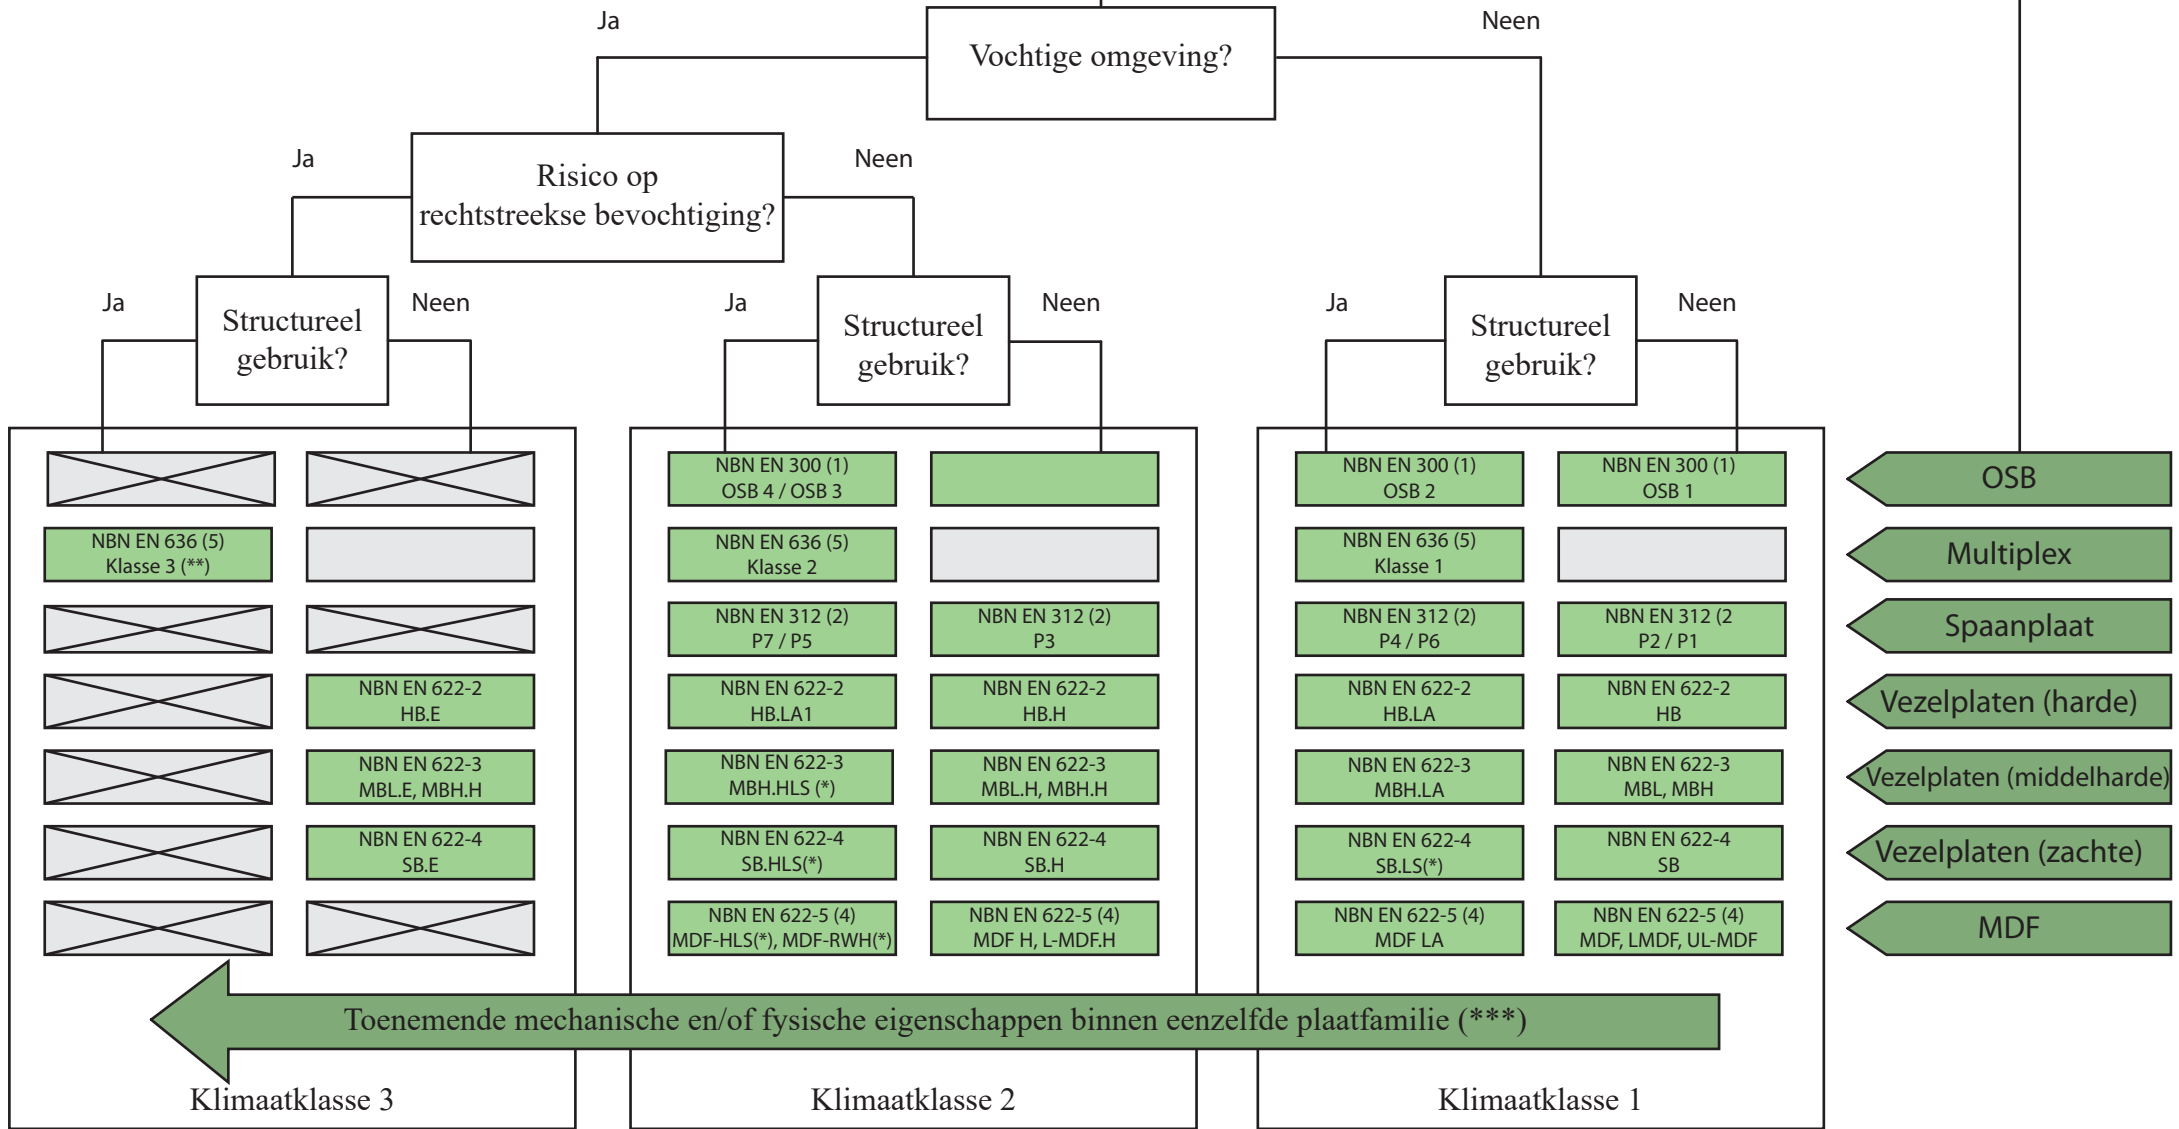 Ja
Neen
Vochtige omgeving?
Ja
Neen
Risico op
rechtstreekse bevochtiging?
Ja
Neen
Structureel
gebruik?
Ja
Neen
Structureel
gebruik?
Ja
Neen
Structureel
gebruik?
NBN EN 300 (1)
OSB 4 / OSB 3
NBN EN 300 (1)
OSB 2
NBN EN 300 (1)
OSB 1
OSB
NBN EN 636 (5)
Klasse 3 (**)
NBN EN 636 (5)
Klasse 2
NBN EN 636 (5)
Klasse 1
Multiplex
NBN EN 312 (2)
P7 / P5
NBN EN 312 (2)
P3
NBN EN 312 (2)
P4 / P6
NBN EN 312 (2
P2 / P1
Spaanplaat
NBN EN 622-2
HB.E
NBN EN 622-2
HB.LA1
NBN EN 622-2
HB.H
NBN EN 622-2
HB.LA
NBN EN 622-2
HB
Vezelplaten (harde)
NBN EN 622-3
MBL.E, MBH.H
NBN EN 622-3
MBH.HLS (*)
NBN EN 622-3
MBL.H, MBH.H
NBN EN 622-3
MBH.LA
NBN EN 622-3
MBL, MBH
Vezelplaten (middelharde)
NBN EN 622-4
SB.E
NBN EN 622-4
SB.HLS(*)
NBN EN 622-4
SB.H
NBN EN 622-4
SB.LS(*)
NBN EN 622-4
SB
Vezelplaten (zachte)
NBN EN 622-5 (4)
MDF-HLS(*), MDF-RWH(*)
NBN EN 622-5 (4)
MDF H, L-MDF.H
NBN EN 622-5 (4)
MDF LA
NBN EN 622-5 (4)
MDF, LMDF, UL-MDF
MDF
Toenemende mechanische en/of fysische eigenschappen binnen eenzelfde plaatfamilie (***)
Klimaatklasse 3
Klimaatklasse 2
Klimaatklasse 1